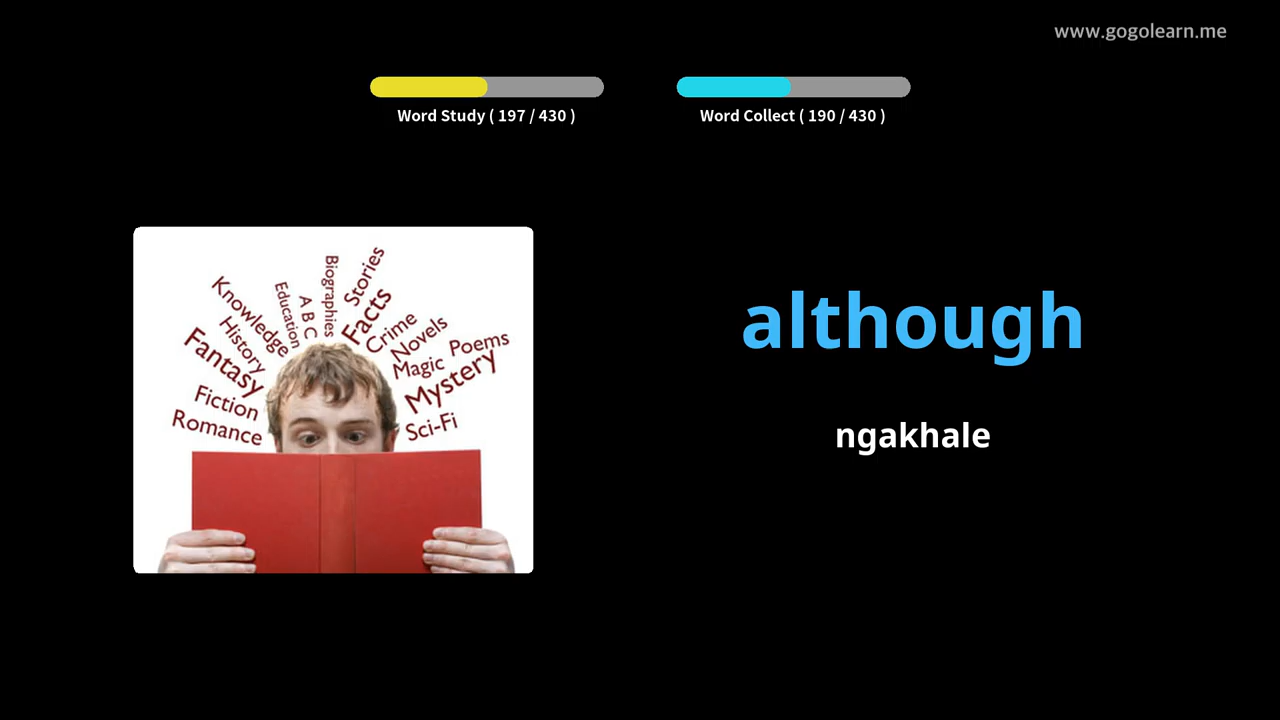 www.gogolearn.me
Word Study ( 197 / 430 )
Word Collect ( 190 / 430 )
Stories
Biographies
Facts
A B C
Education
Knowledge
Crime
Novels
History
Poems
Magic
Fantasy
Mystery
Fiction
Romance
Sci-Fi
although
ngakhale